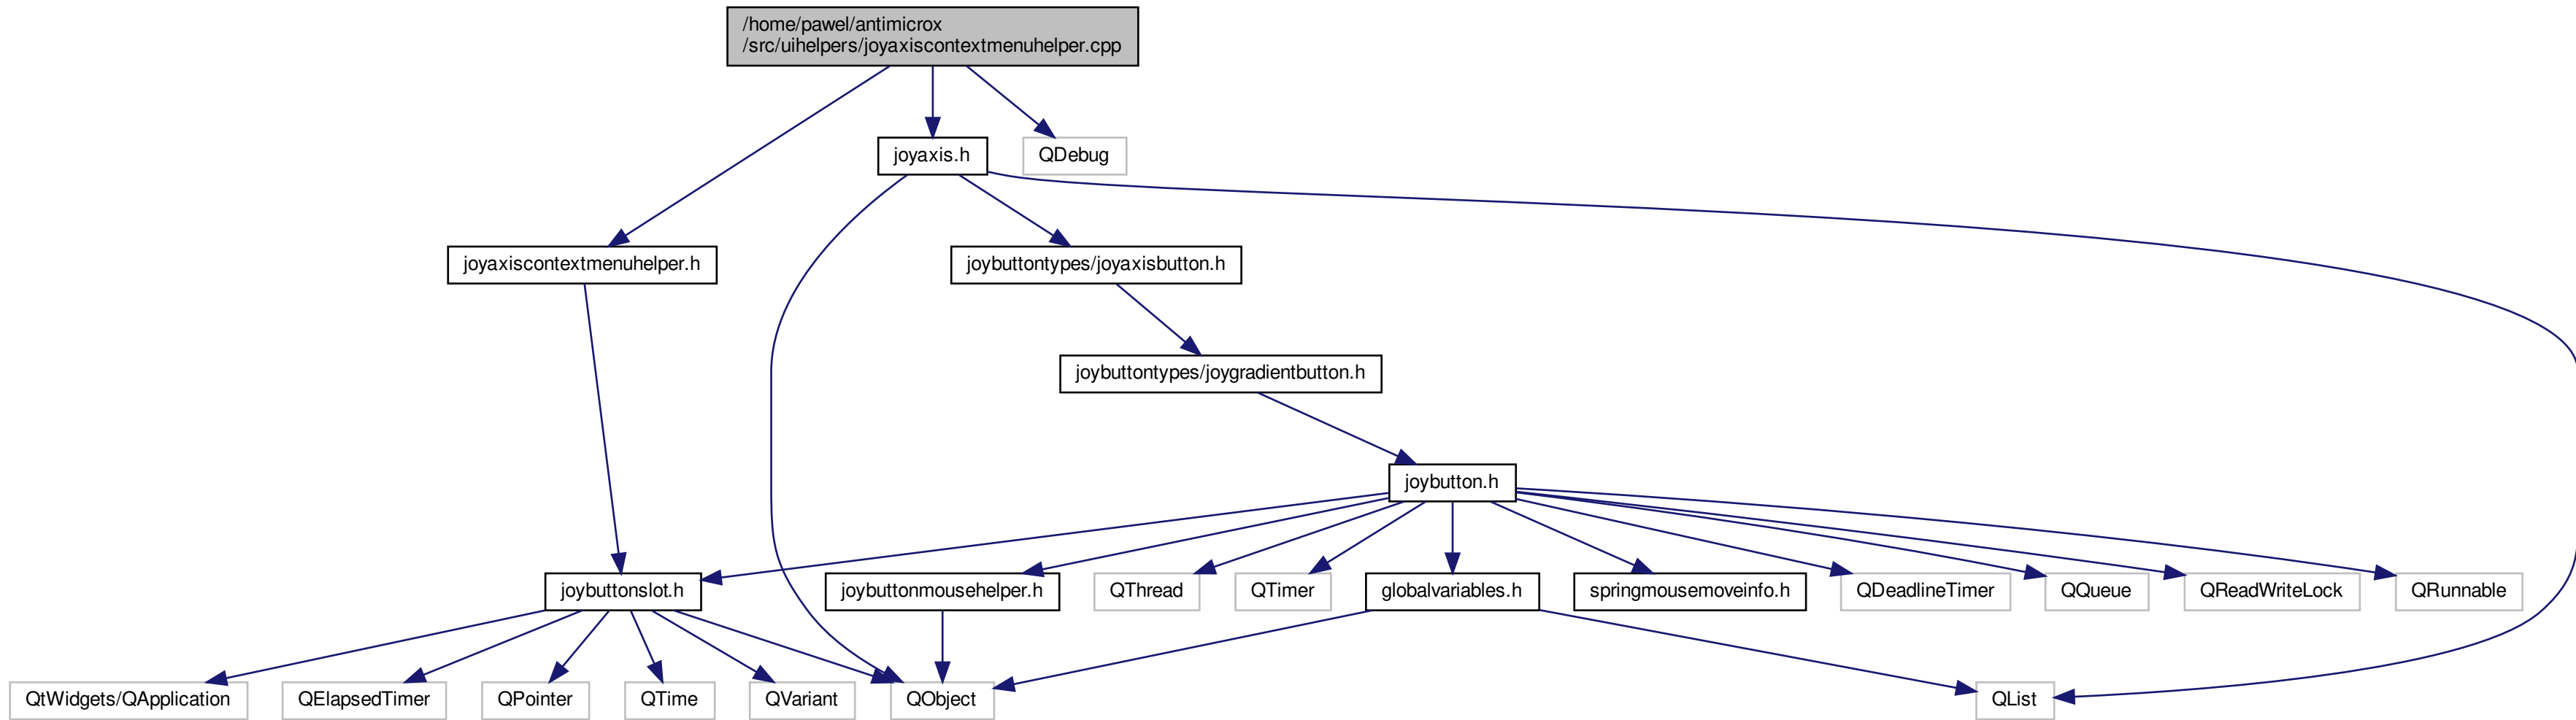 /home/pawel/antimicrox
/src/uihelpers/joyaxiscontextmenuhelper.cpp
joyaxis.h
QDebug
joyaxiscontextmenuhelper.h
joybuttontypes/joyaxisbutton.h
joybuttontypes/joygradientbutton.h
joybutton.h
joybuttonslot.h
joybuttonmousehelper.h
QThread
QTimer
globalvariables.h
springmousemoveinfo.h
QDeadlineTimer
QQueue
QReadWriteLock
QRunnable
QtWidgets/QApplication
QElapsedTimer
QPointer
QTime
QVariant
QObject
QList